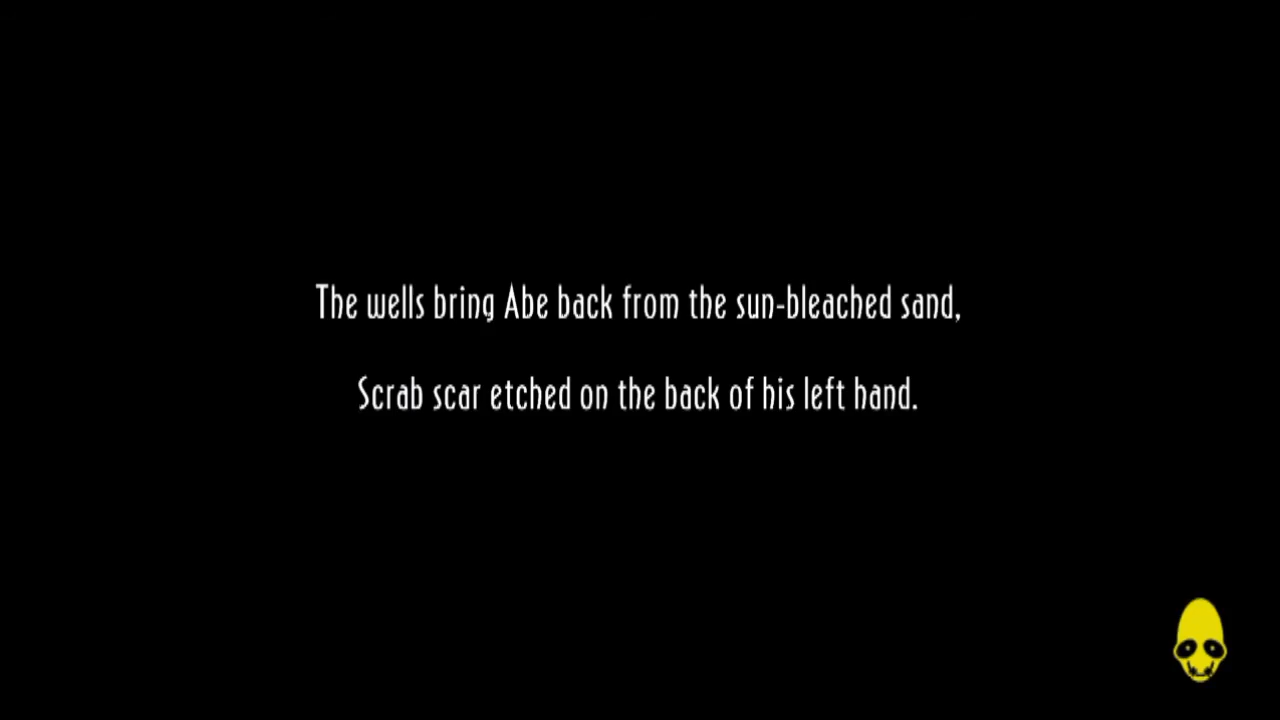 The wells bring Abe back from the sun-bleached sand,
Scrab scar etched on the back of his left hand.